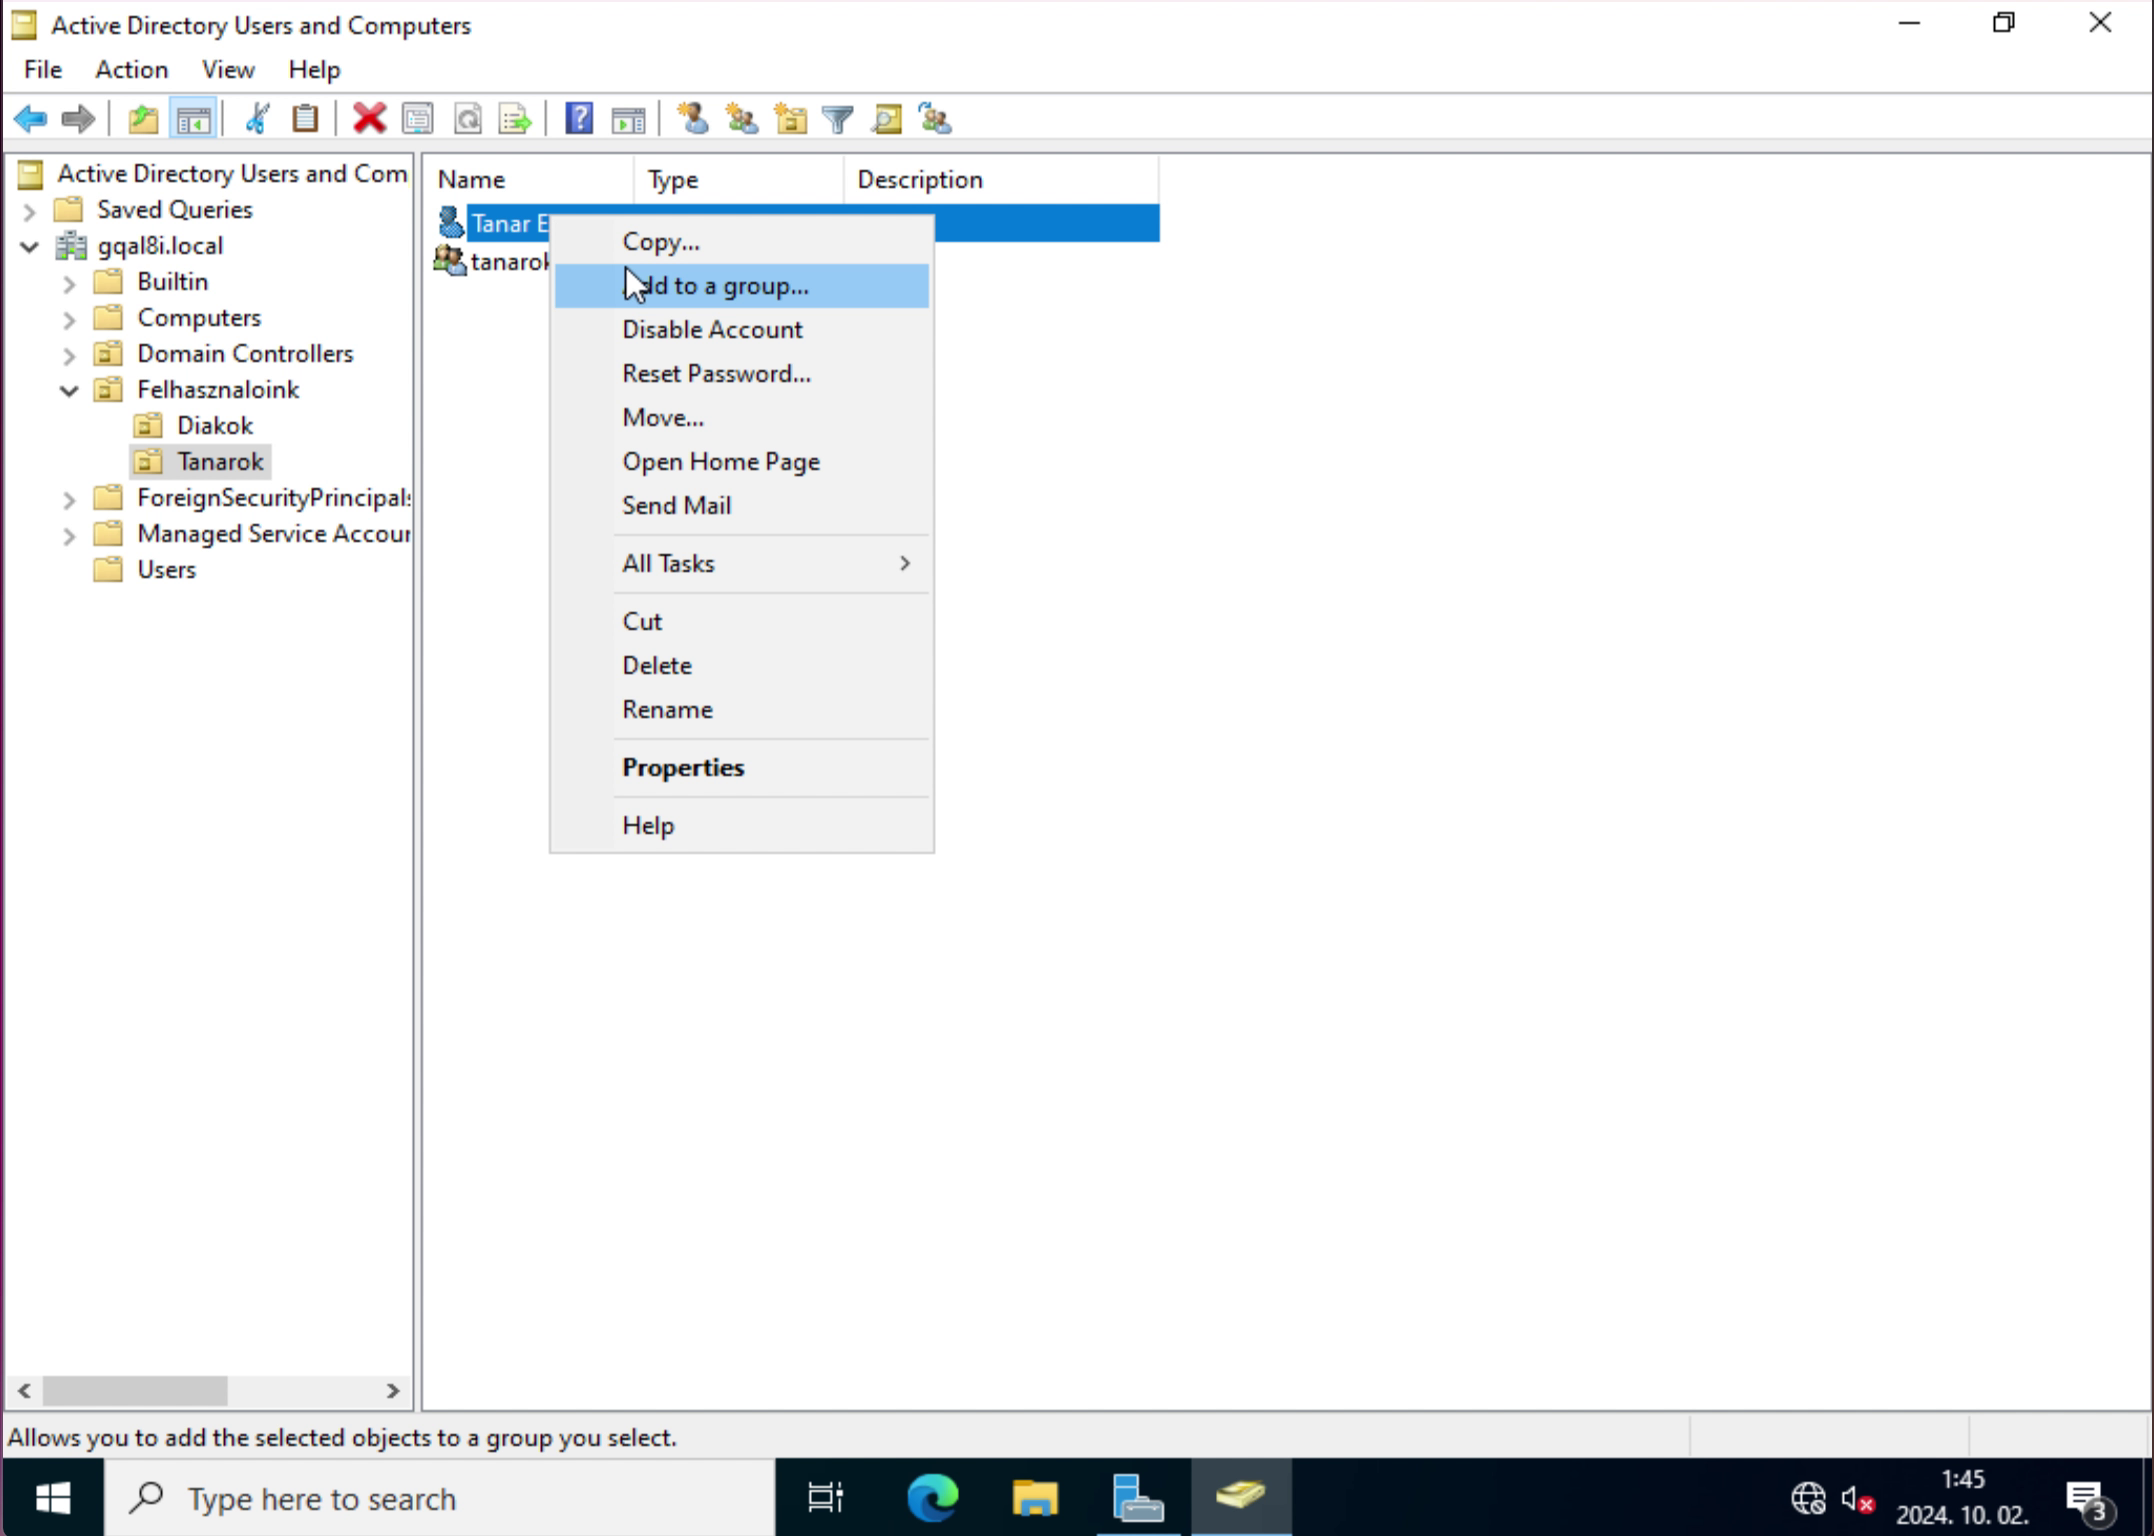 Active Directory Users and Computers
File Action View Help
Active Directory Users and Com
Saved Queries
gqal8i.local
Builtin
Computers
Domain Controllers
Felhasznaloink
Diakok
Tanarok
ForeignSecurityPrincipals
Managed Service Accour
Users
Name Type Description
Tanar E
tanarok
Copy...
Add to a group...
Disable Account
Reset Password...
Move...
Open Home Page
Send Mail
All Tasks
Cut
Delete
Rename
Properties
Help
Allows you to add the selected objects to a group you select.
Type here to search
1:45
2024. 10. 02.
3